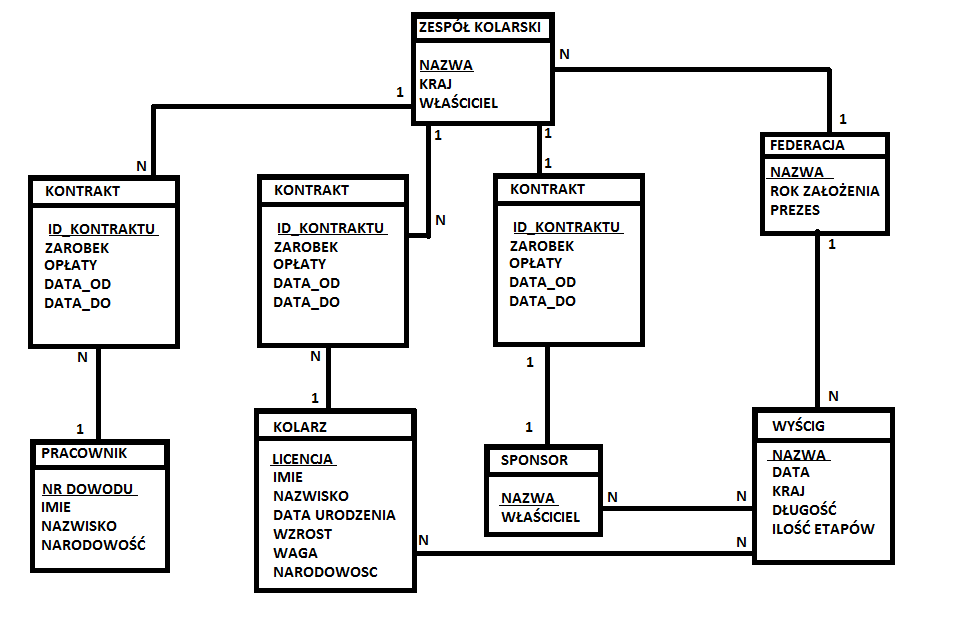 ZESPÓŁ KOLARSKI
NAZWA
KRAJ
WŁAŚCICIEL
N
1
1
1
1
N
N
1
FEDERACJA
NAZWA
ROK ZAŁOŻENIA
PREZES
1
KONTRAKT
ID_KONTRAKTU
ZAROBEK
OPŁATY
DATA_OD
DATA_DO
N
1
KONTRAKT
ID_KONTRAKTU
ZAROBEK
OPŁATY
DATA_OD
DATA_DO
N
1
KONTRAKT
ID_KONTRAKTU
ZAROBEK
OPŁATY
DATA_OD
DATA_DO
1
1
N
PRACOWNIK
NR DOWODU
IMIE
NAZWISKO
NARODOWOŚĆ
KOLARZ
LICENCJA
IMIE
NAZWISKO
DATA URODZENIA
WZROST
WAGA
NARODOWOSC
SPONSOR
NAZWA
WŁAŚCICIEL
N
N
N
N
WYŚCIG
NAZWA
DATA
KRAJ
DŁUGOŚĆ
ILOŚĆ ETAPÓW